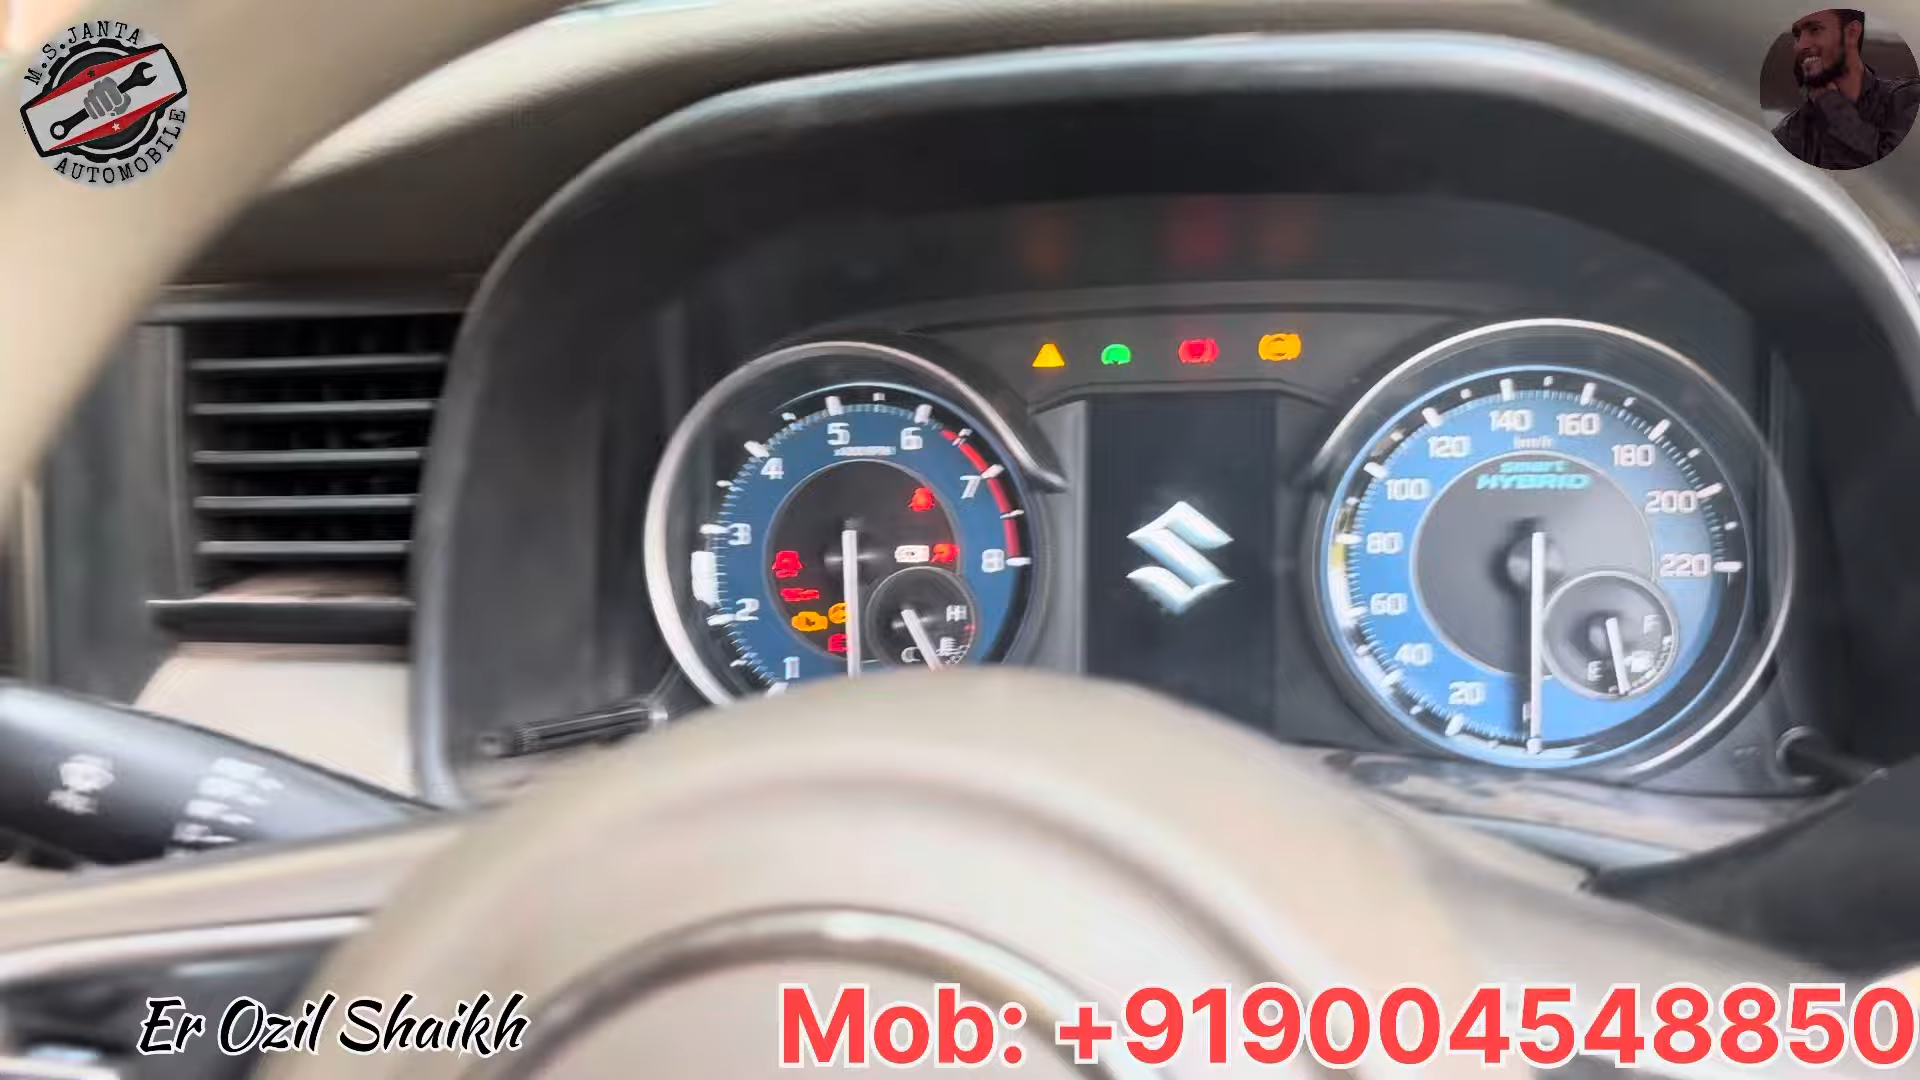 M.S.JANTA
AUTOMOBILE
5
6
4
7
3
8
2
1
H
C
140
160
km/h
120
180
smart
HYBRID
100
200
80
220
60
F
40
E
20
Er Ozil Shaikh
Mob: +919004548850